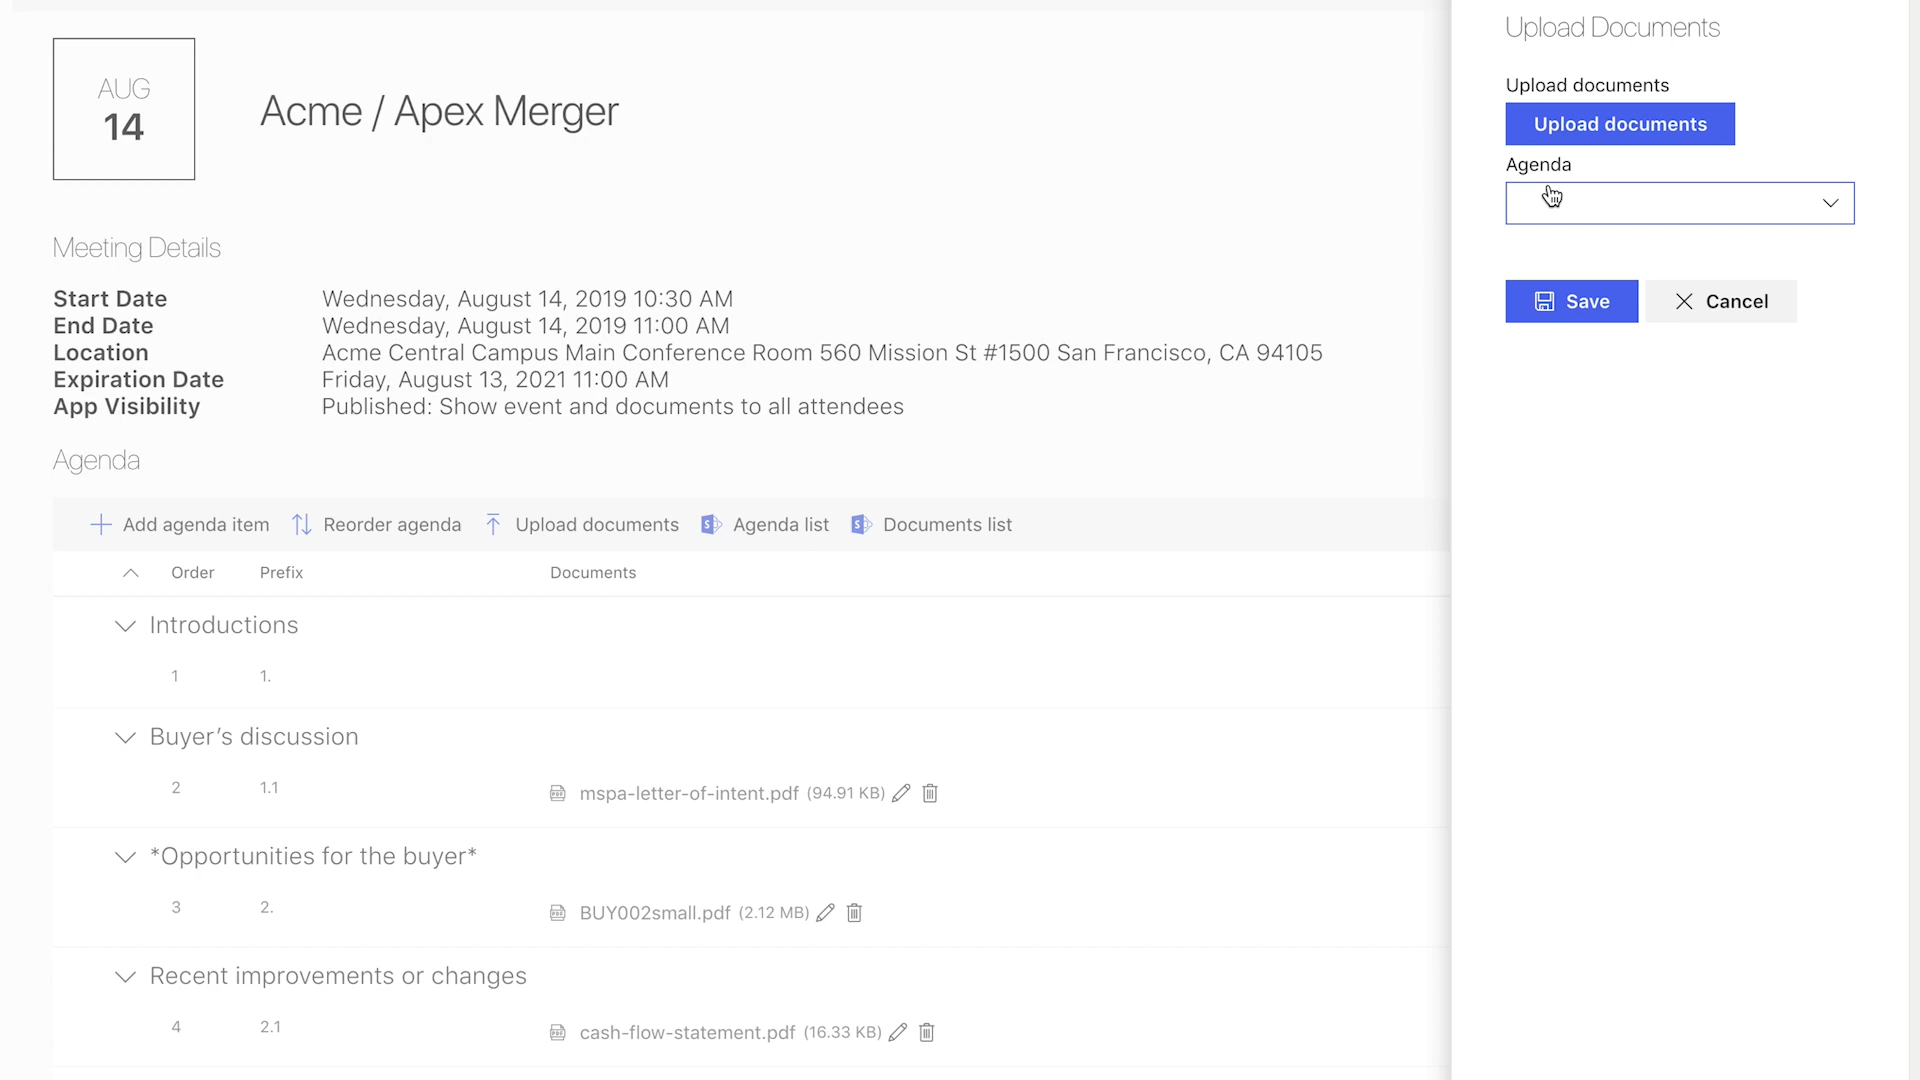 AUG
14
Acme / Apex Merger
Meeting Details
Start Date Wednesday, August 14, 2019 10:30 AM
End Date Wednesday, August 14, 2019 11:00 AM
Location Acme Central Campus Main Conference Room 560 Mission St #1500 San Francisco, CA 94105
Expiration Date Friday, August 13, 2021 11:00 AM
App Visibility Published: Show event and documents to all attendees
Agenda
Add agenda item Reorder agenda Upload documents Agenda list Documents list
Order Prefix Documents
Introductions
1 1.
Buyer’s discussion
2 1.1 mspa-letter-of-intent.pdf (94.91 KB)
*Opportunities for the buyer*
3 2. BUY002small.pdf (2.12 MB)
Recent improvements or changes
4 2.1 cash-flow-statement.pdf (16.33 KB)
Upload Documents
Upload documents
Upload documents
Agenda
Save Cancel